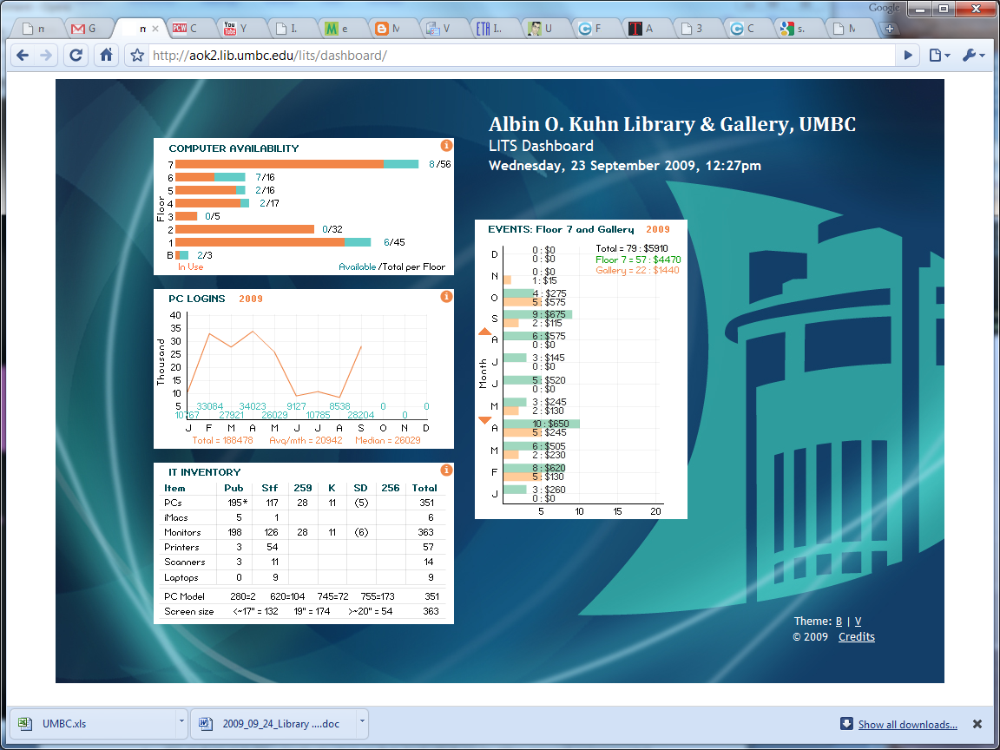 Google
n
G
n
C
Y
I.
e
M
V
I..
U
F
A
3
C
s.
M
http://aok2.lib.umbc.edu/lits/dashboard/
Albin O. Kuhn Library & Gallery, UMBC
LITS Dashboard
Wednesday, 23 September 2009, 12:27pm
COMPUTER AVAILABILITY
Floor
7 8/56
6 7/16
5 2/16
4 2/17
3 0/5
2 0/32
1 6/45
B 2/3
In Use Available /Total per Floor
PC LOGINS 2009
Thousand
40
35
30
25
20
15
10
5
33084 34023 9127 8538 0 0
10767 27921 26029 10785 28204 0
J F M A M J J A S O N D
Total = 188478 Avg/mth = 20942 Median = 26029
IT INVENTORY
Item Pub Stf 259 K SD 256 Total
PCs 195* 117 28 11 (5) 351
iMacs 5 1 6
Monitors 198 126 28 11 (6) 363
Printers 3 54 57
Scanners 3 11 14
Laptops 0 9 9
PC Model 280=2 620=104 745=72 755=173 351
Screen size <~17" = 132 19" = 174 >~20" = 54 363
EVENTS: Floor 7 and Gallery 2009
Total = 79 : $5910
Floor 7 = 57 : $4470
Gallery = 22 : $1440
Month
D 0 : $0
0 : $0
N 0 : $0
1 : $15
O 4 : $275
5 : $575
S 9 : $675
2 : $115
A 6 : $575
0 : $0
J 3 : $145
0 : $0
J 5 : $520
0 : $0
M 3 : $245
2 : $130
A 10 : $650
5 : $245
M 6 : $505
2 : $230
F 8 : $620
5 : $130
J 3 : $260
0 : $0
5 10 15 20
Theme: B | V
© 2009 Credits
UMBC.xls
2009_09_24_Library ....doc
Show all downloads...